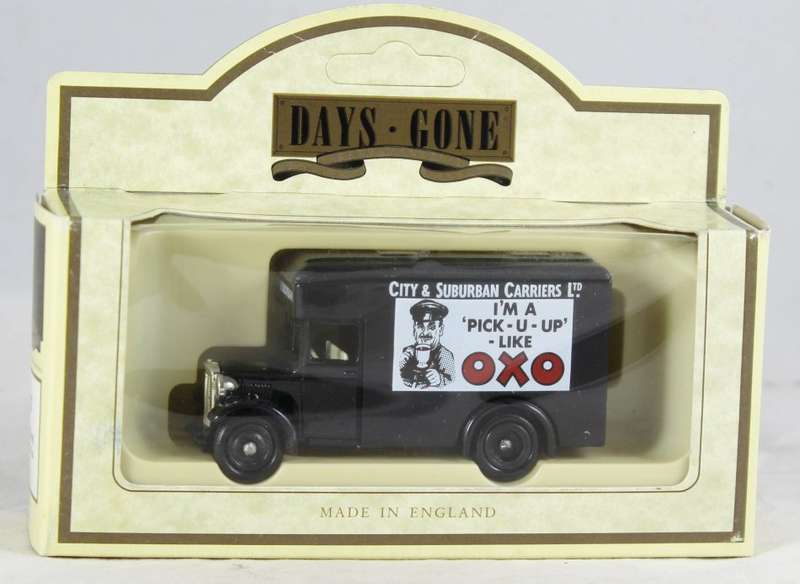 DAYS · GONE
CITY & SUBURBAN CARRIERS LTD
I'M A
'PICK-U-UP'
-LIKE
OXO
MADE IN ENGLAND